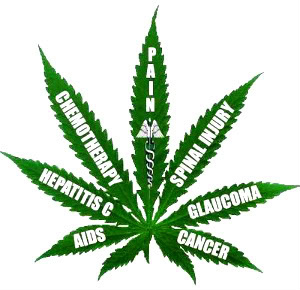 PAIN
CHEMOTHERAPY
SPINAL INJURY
HEPATITIS C
GLAUCOMA
AIDS
CANCER